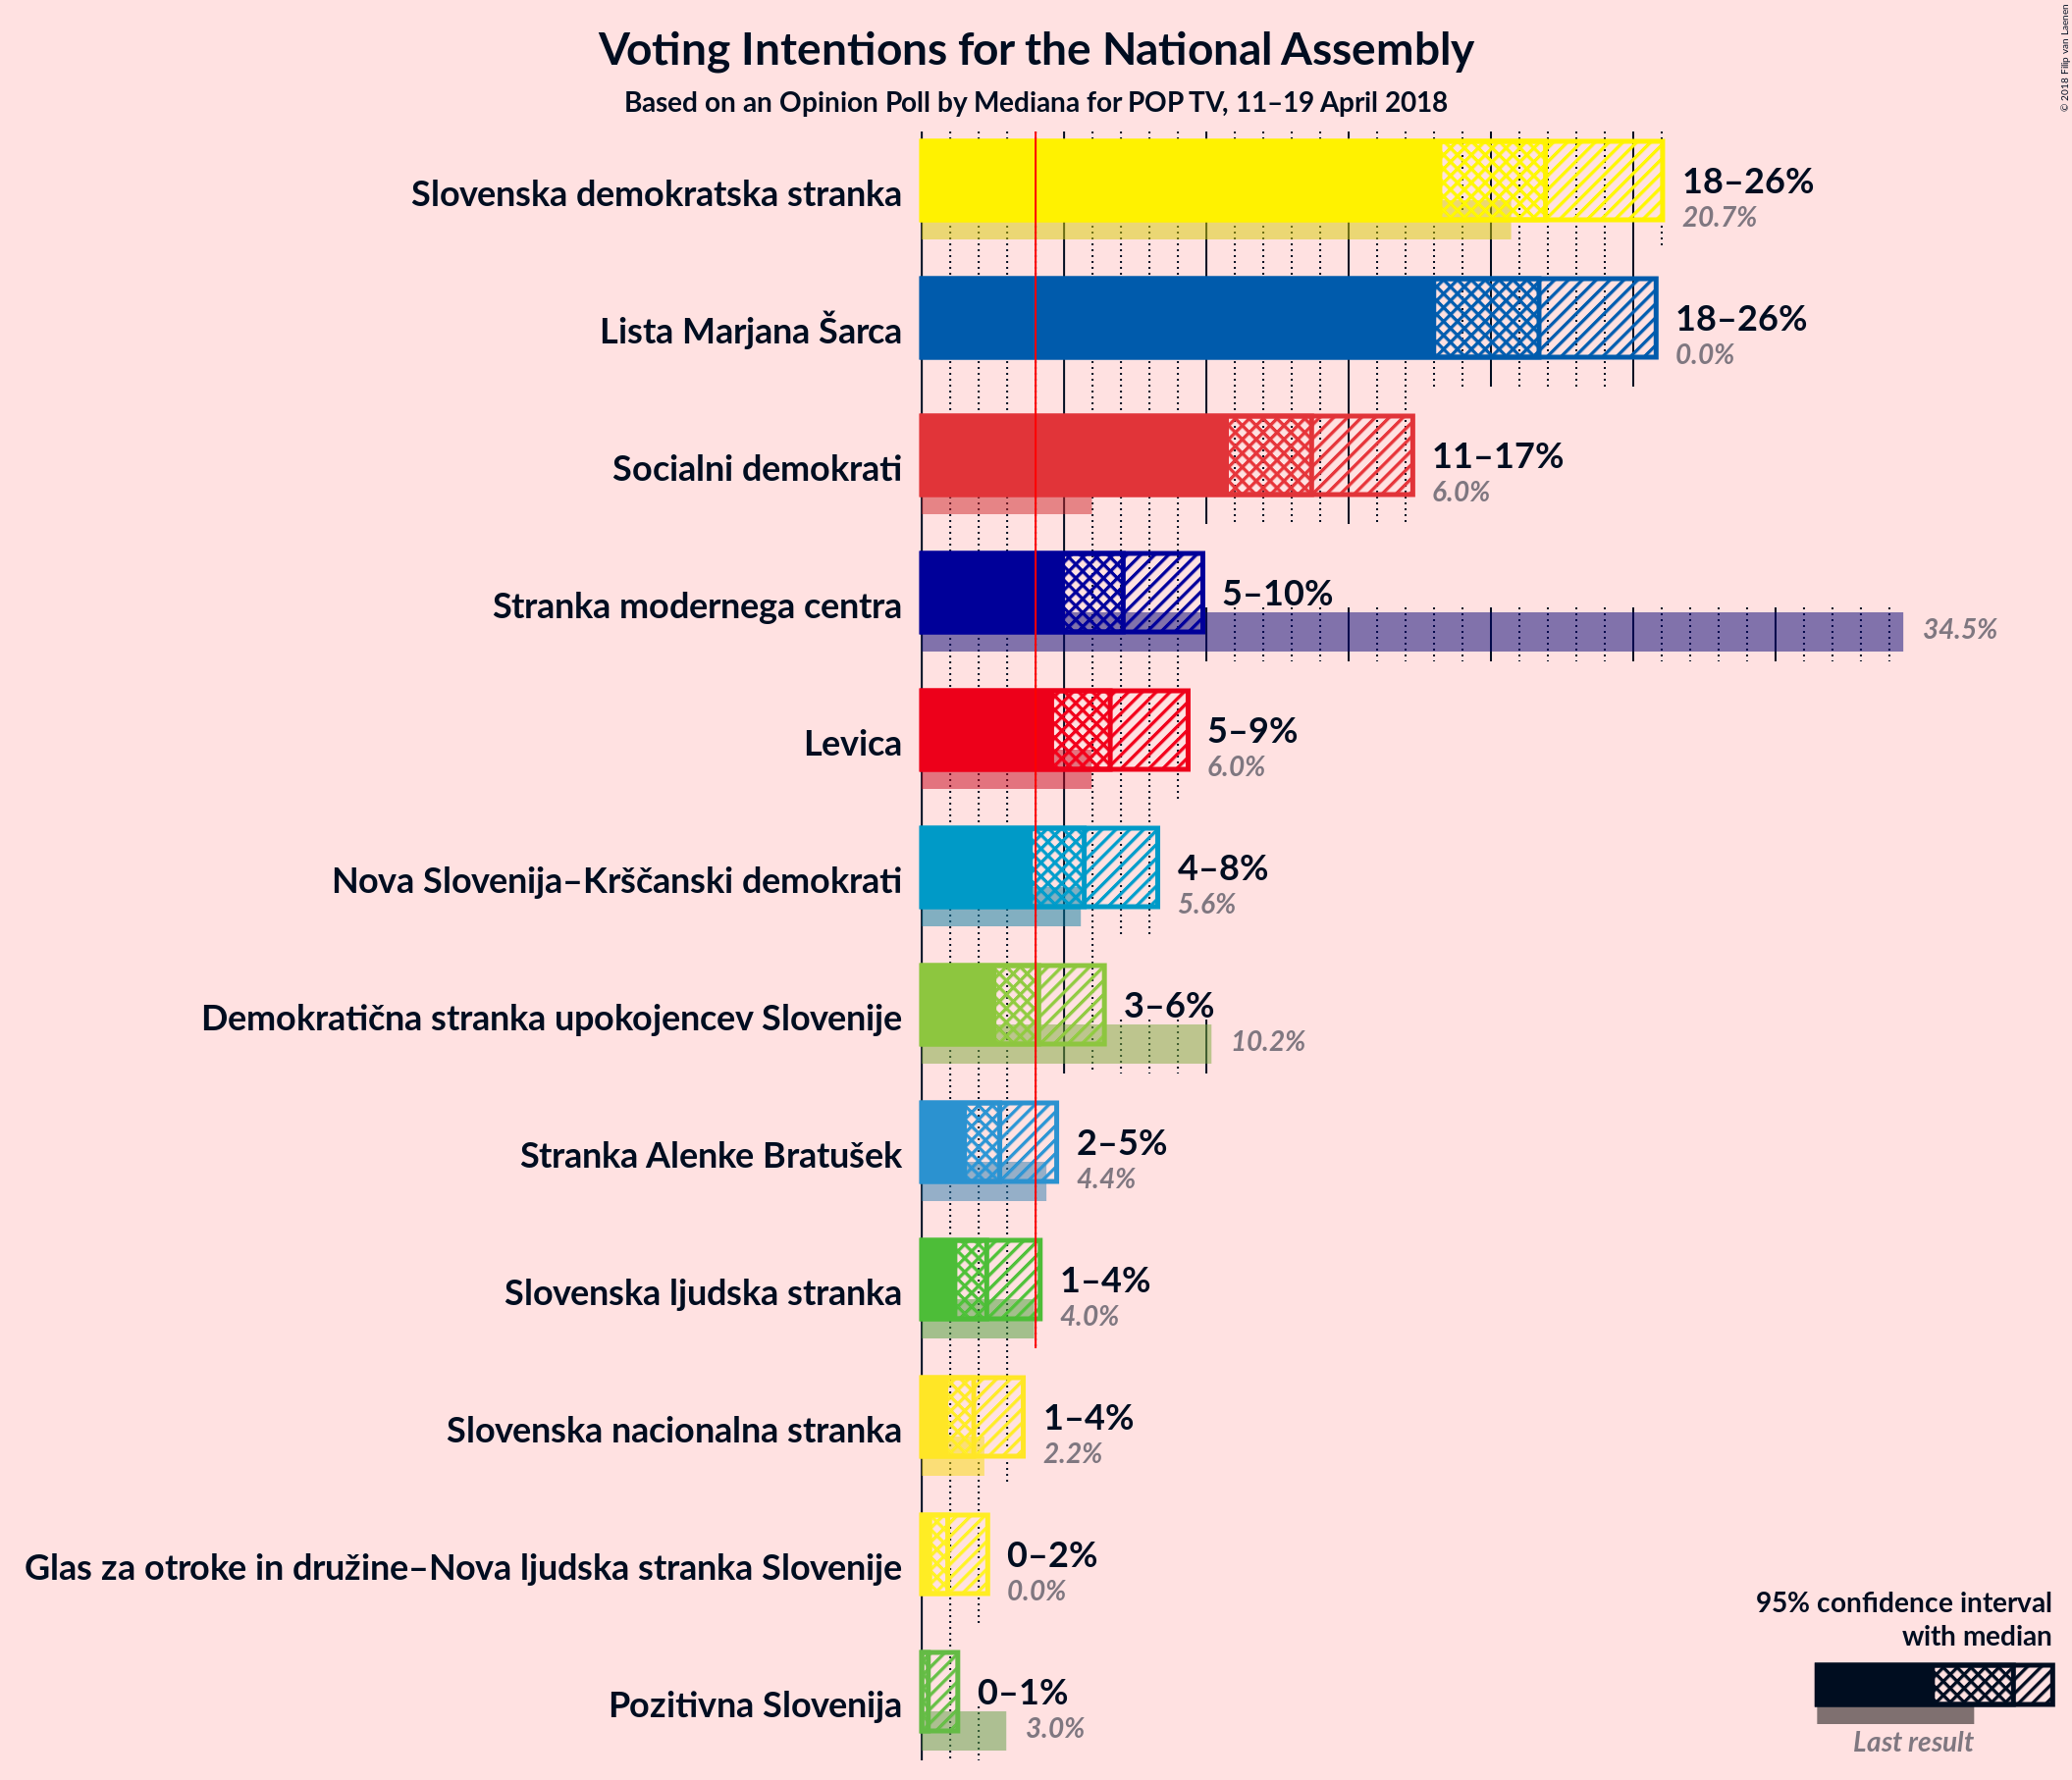 Voting Intentions for the National Assembly
Based on an Opinion Poll by Mediana for POP TV, 11–19 April 2018
© 2018 Filip van Laenen
Slovenska demokratska stranka
18–26%
20.7%
Lista Marjana Šarca
18–26%
0.0%
Socialni demokrati
11–17%
6.0%
Stranka modernega centra
5–10%
34.5%
Levica
5–9%
6.0%
Nova Slovenija–Krščanski demokrati
4–8%
5.6%
Demokratična stranka upokojencev Slovenije
3–6%
10.2%
Stranka Alenke Bratušek
2–5%
4.4%
Slovenska ljudska stranka
1–4%
4.0%
Slovenska nacionalna stranka
1–4%
2.2%
Glas za otroke in družine–Nova ljudska stranka Slovenije
0–2%
0.0%
Pozitivna Slovenija
0–1%
3.0%
95% confidence interval
with median
Last result